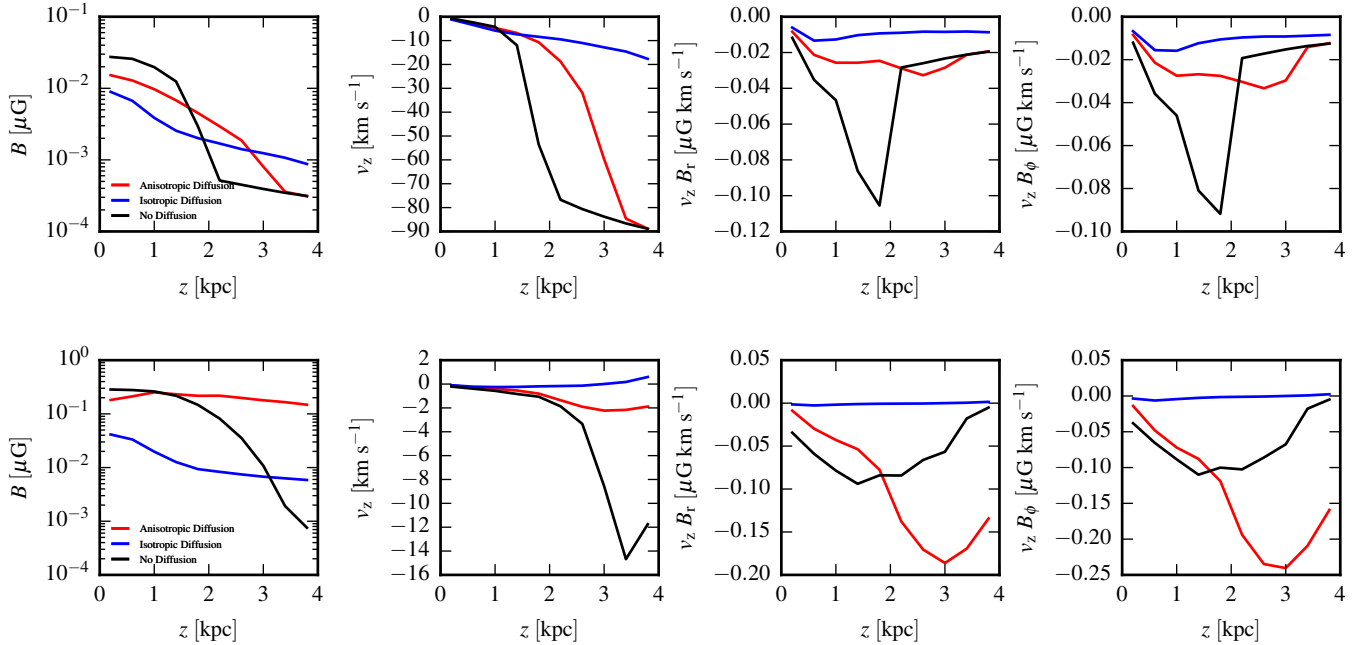 10⁻¹
10⁻²
10⁻³
10⁻⁴
B [μG]
Anisotropic Diffusion
Isotropic Diffusion
No Diffusion
0 1 2 3 4
z [kpc]
0
−10
−20
−30
−40
−50
−60
−70
−80
−90
v_z [km s⁻¹]
0 1 2 3 4
z [kpc]
0.00
−0.02
−0.04
−0.06
−0.08
−0.10
−0.12
v_z B_r [μG km s⁻¹]
0 1 2 3 4
z [kpc]
0.00
−0.02
−0.04
−0.06
−0.08
−0.10
v_z B_ϕ [μG km s⁻¹]
0 1 2 3 4
z [kpc]
10⁰
10⁻¹
10⁻²
10⁻³
10⁻⁴
B [μG]
Anisotropic Diffusion
Isotropic Diffusion
No Diffusion
0 1 2 3 4
z [kpc]
2
0
−2
−4
−6
−8
−10
−12
−14
−16
v_z [km s⁻¹]
0 1 2 3 4
z [kpc]
0.05
0.00
−0.05
−0.10
−0.15
−0.20
v_z B_r [μG km s⁻¹]
0 1 2 3 4
z [kpc]
0.05
0.00
−0.05
−0.10
−0.15
−0.20
−0.25
v_z B_ϕ [μG km s⁻¹]
0 1 2 3 4
z [kpc]